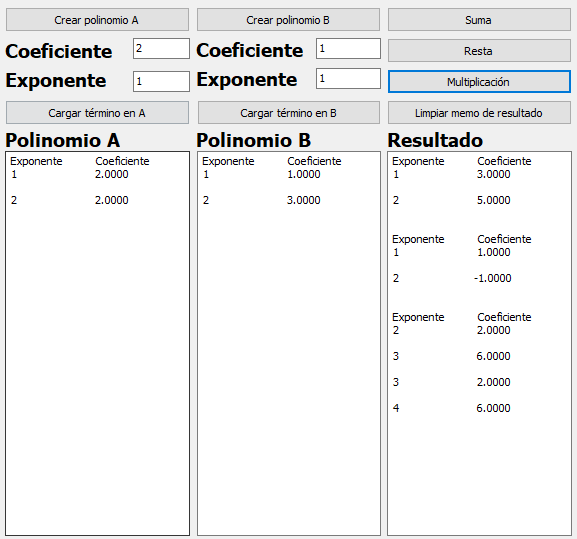 Crear polinomio A
Crear polinomio B
Suma
Coeficiente 2
Coeficiente 1
Resta
Exponente 1
Exponente 1
Multiplicación
Cargar término en A
Cargar término en B
Limpiar memo de resultado
Polinomio A
Exponente Coeficiente
1 2.0000
2 2.0000
Polinomio B
Exponente Coeficiente
1 1.0000
2 3.0000
Resultado
Exponente Coeficiente
1 3.0000
2 5.0000
Exponente Coeficiente
1 1.0000
2 -1.0000
Exponente Coeficiente
2 2.0000
3 6.0000
3 2.0000
4 6.0000